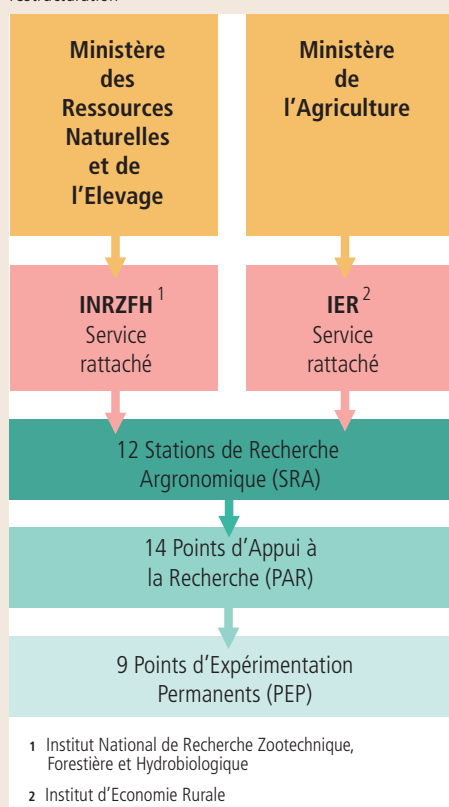 restructuration
Ministère
des
Ressources
Naturelles
et de
l'Elevage
Ministère
de
l'Agriculture
INRZFH 1
Service
rattaché
IER 2
Service
rattaché
12 Stations de Recherche
Argronomique (SRA)
14 Points d'Appui à
la Recherche (PAR)
9 Points d'Expérimentation
Permanents (PEP)
1 Institut National de Recherche Zootechnique,
Forestière et Hydrobiologique
2 Institut d'Economie Rurale